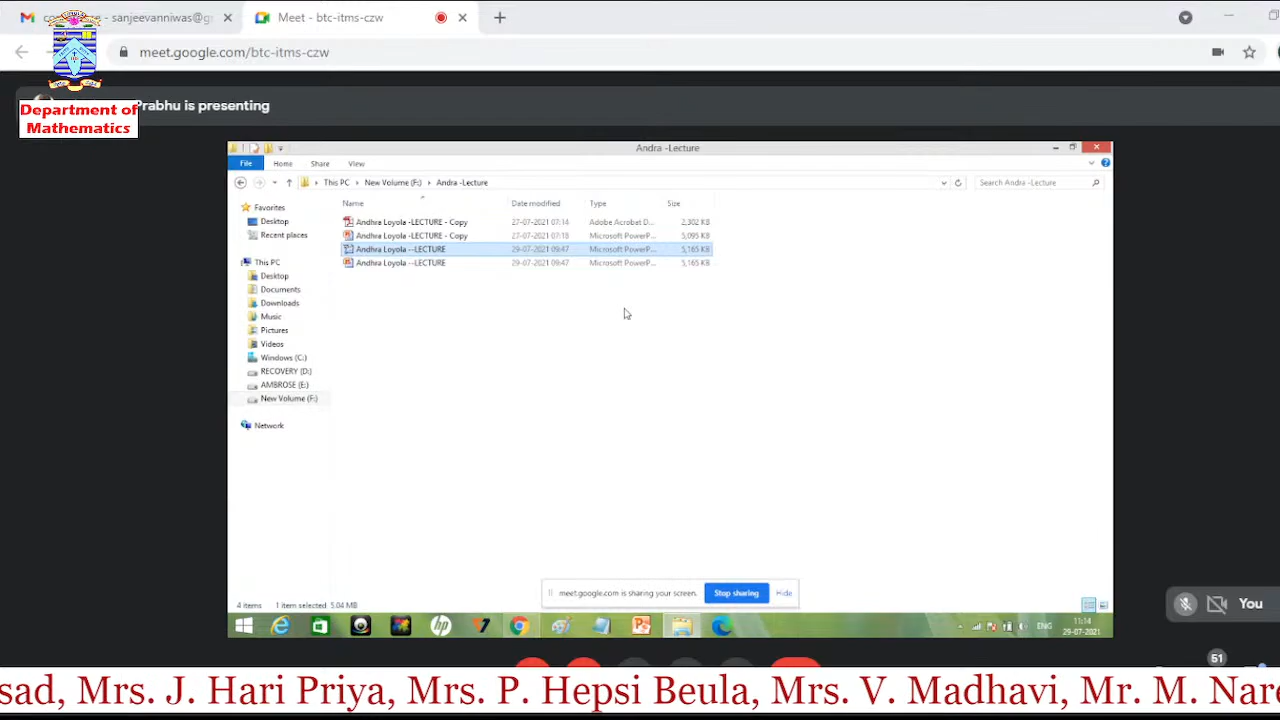 co
- sanjeevanniwas@g
Meet - btc-itms-czw
meet.google.com/btc-itms-czw
Department of
Mathematics
Prabhu is presenting
Andra -Lecture
File Home Share View
This PC New Volume (F:) Andra -Lecture
Search Andra -Lecture
Name Date modified Type Size
Andhra Loyola -LECTURE - Copy 27-07-2021 07:14 Adobe Acrobat D... 2,302 KB
Andhra Loyola -LECTURE - Copy 27-07-2021 07:18 Microsoft PowerP... 5,095 KB
Andhra Loyola --LECTURE 29-07-2021 09:47 Microsoft PowerP... 5,165 KB
Andhra Loyola --LECTURE 29-07-2021 09:47 Microsoft PowerP... 5,165 KB
Favorites
Desktop
Recent places
This PC
Desktop
Documents
Downloads
Music
Pictures
Videos
Windows (C:)
RECOVERY (D:)
AMBROSE (E:)
New Volume (F:)
Network
4 items 1 item selected 5.04 MB
meet.google.com is sharing your screen. Stop sharing Hide
You
ENG
11:14
29-07-2021
51
sad, Mrs. J. Hari Priya, Mrs. P. Hepsi Beula, Mrs. V. Madhavi, Mr. M. Nare